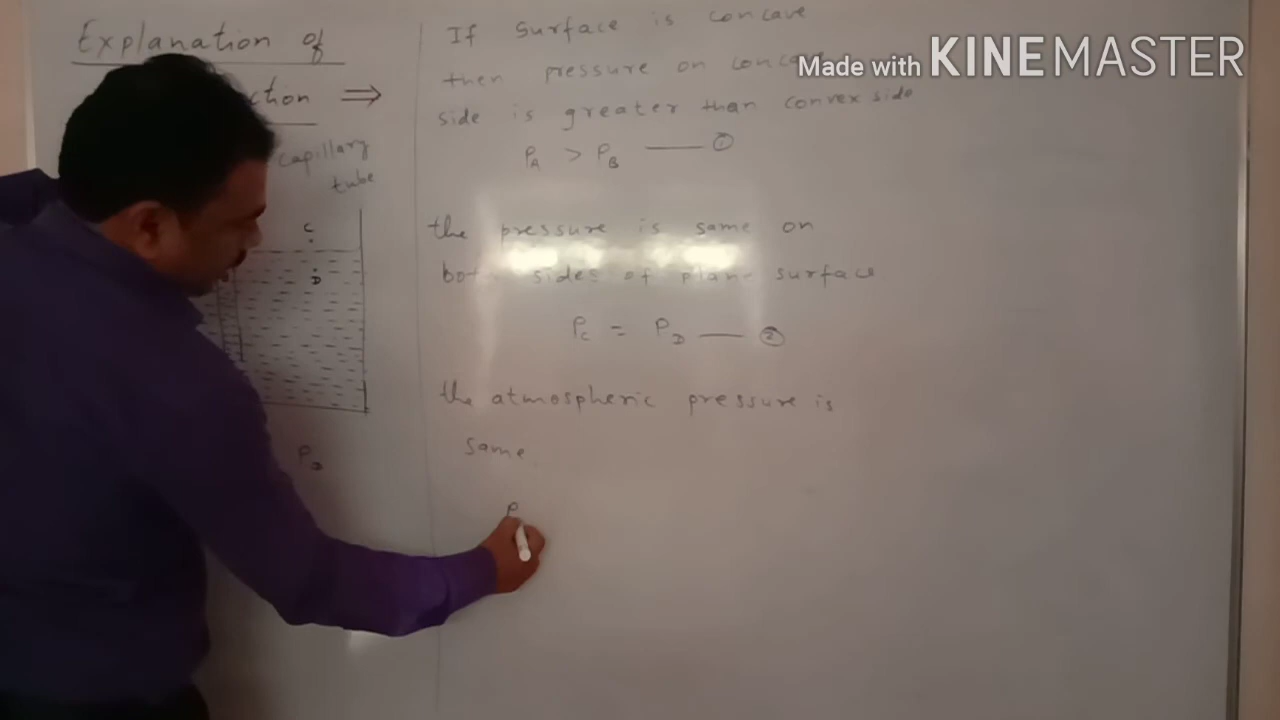 Explanation of
ction ⇒
capillary
tube
C
D
P_D
If surface is concave
then pressure on
side is greater than convex side
P_A > P_B —— ①
the pressure is same on
sides of surface
P_C = P_D —— ②
the atmospheric pressure is
same.
P
Made with KINEMASTER